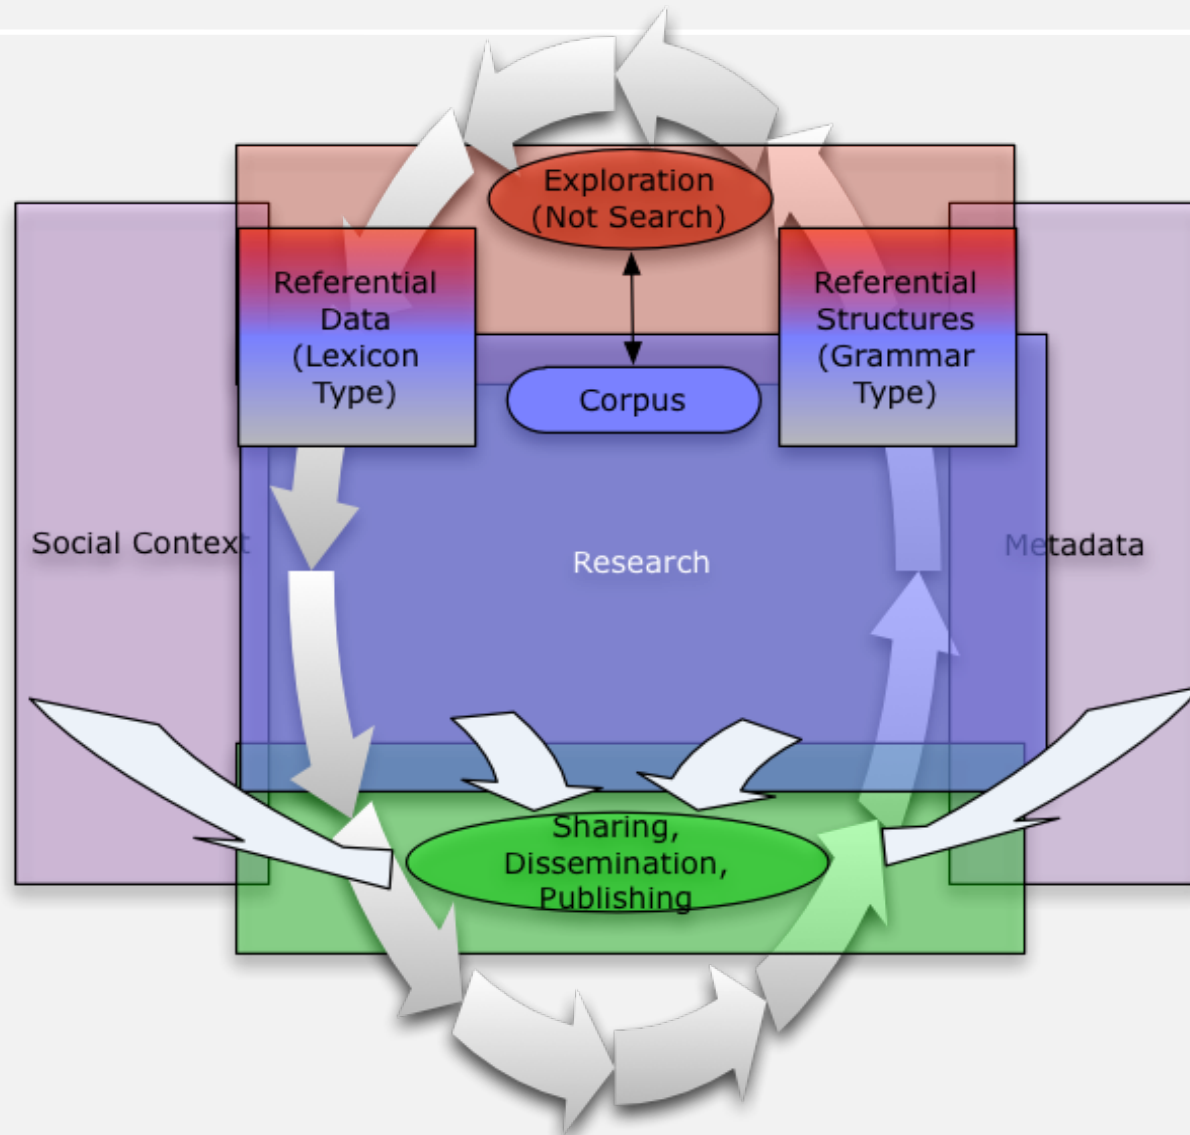 Exploration
(Not Search)
Referential
Data
(Lexicon
Type)
Referential
Structures
(Grammar
Type)
Corpus
Social Context
Research
Metadata
Sharing,
Dissemination,
Publishing